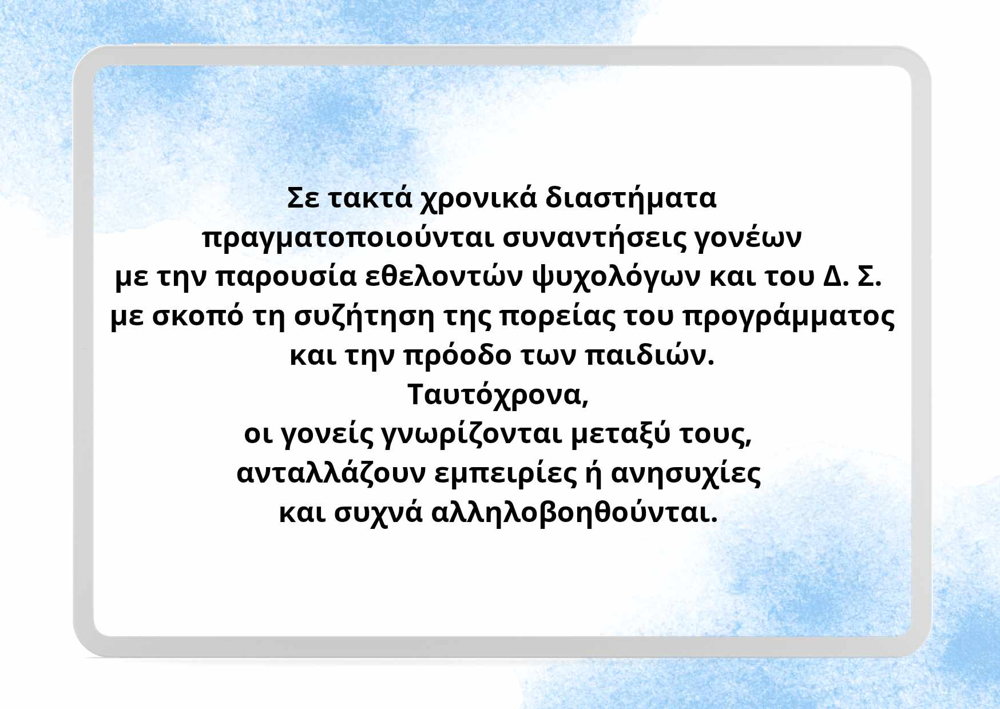 Σε τακτά χρονικά διαστήματα
πραγματοποιούνται συναντήσεις γονέων
με την παρουσία εθελοντών ψυχολόγων και του Δ. Σ.
με σκοπό τη συζήτηση της πορείας του προγράμματος
και την πρόοδο των παιδιών.
Ταυτόχρονα,
οι γονείς γνωρίζονται μεταξύ τους,
ανταλλάζουν εμπειρίες ή ανησυχίες
και συχνά αλληλοβοηθούνται.